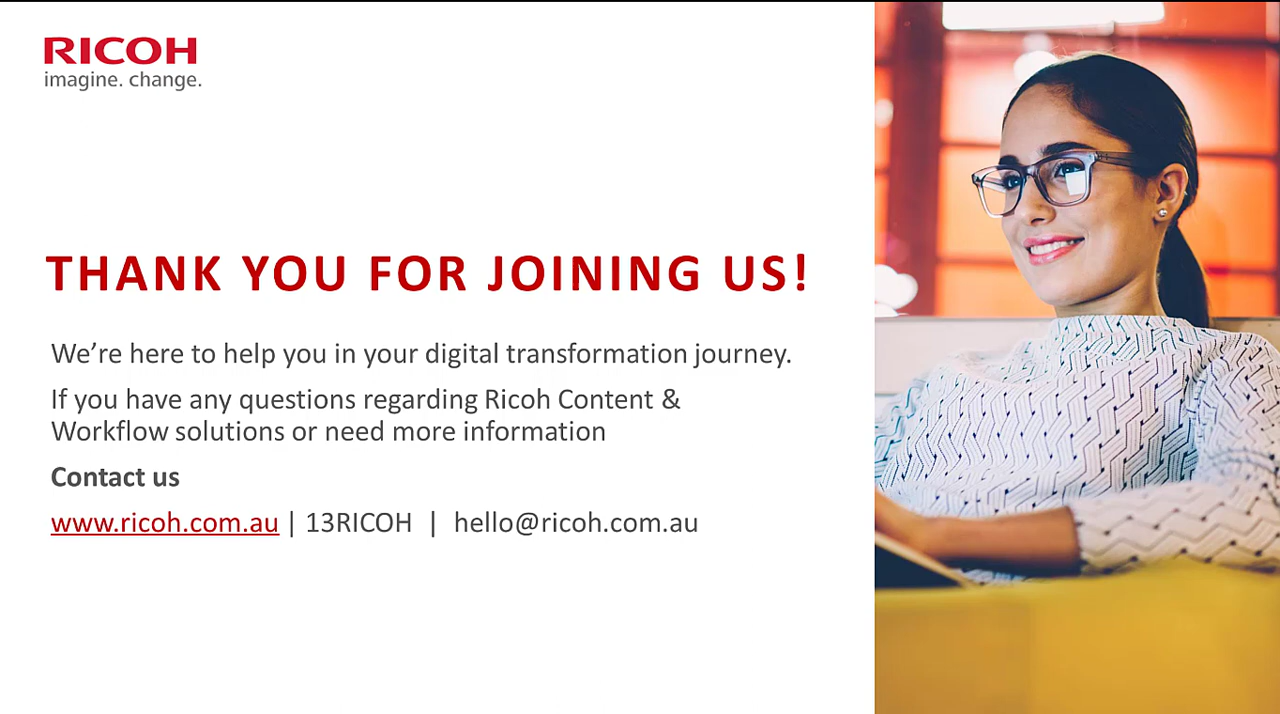 RICOH
imagine. change.
THANK YOU FOR JOINING US!
We’re here to help you in your digital transformation journey.
If you have any questions regarding Ricoh Content &
Workflow solutions or need more information
Contact us
www.ricoh.com.au | 13RICOH | hello@ricoh.com.au